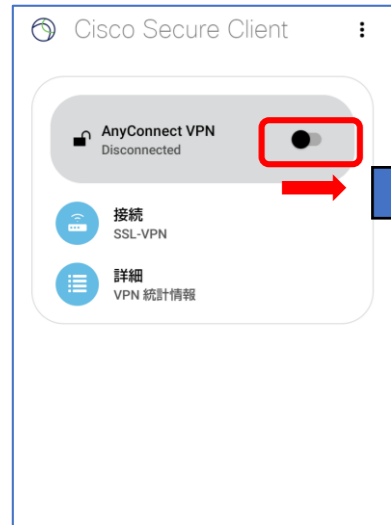 Cisco Secure Client
AnyConnect VPN
Disconnected
接続
SSL-VPN
詳細
VPN 統計情報